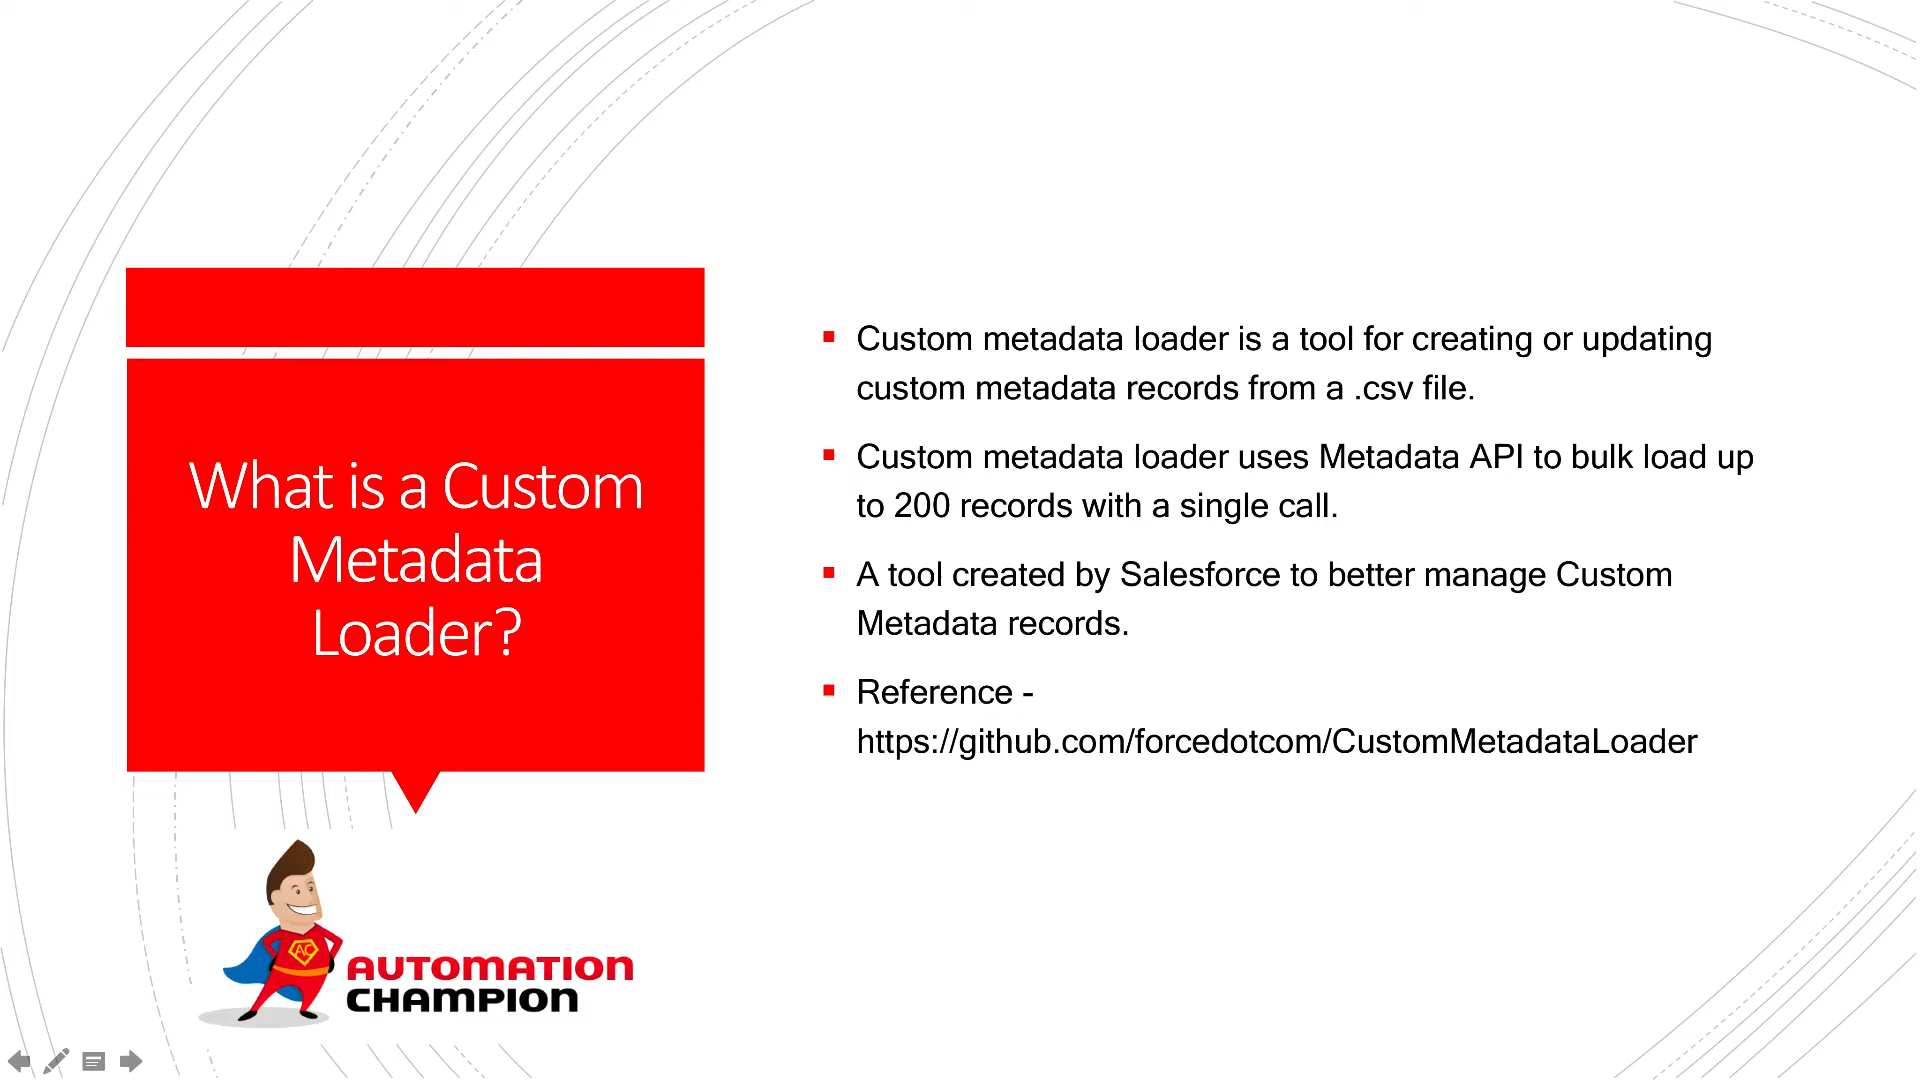 What is a Custom
Metadata
Loader?
Custom metadata loader is a tool for creating or updating
custom metadata records from a .csv file.
Custom metadata loader uses Metadata API to bulk load up
to 200 records with a single call.
A tool created by Salesforce to better manage Custom
Metadata records.
Reference -
https://github.com/forcedotcom/CustomMetadataLoader
AC
AUTOMATION
CHAMPION